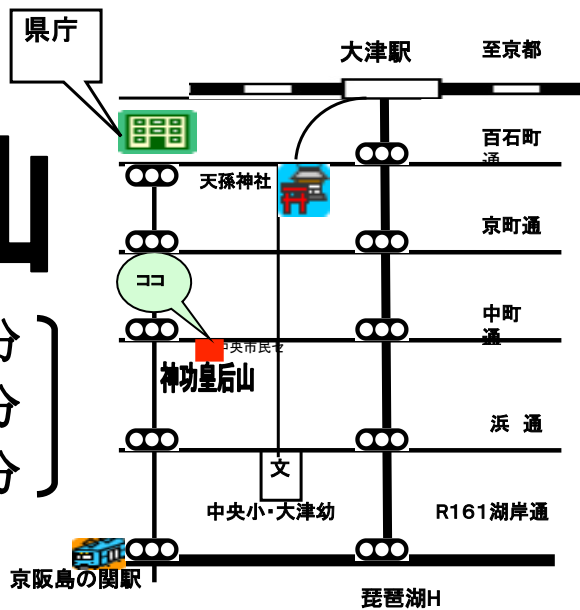 県庁
大津駅
至京都
百石町
通
天孫神社
京町通
ココ
中町
通
中央市民セ
神功皇后山
浜 通
文
中央小・大津幼
R161湖岸通
京阪島の関駅
琵琶湖H
分
分
分